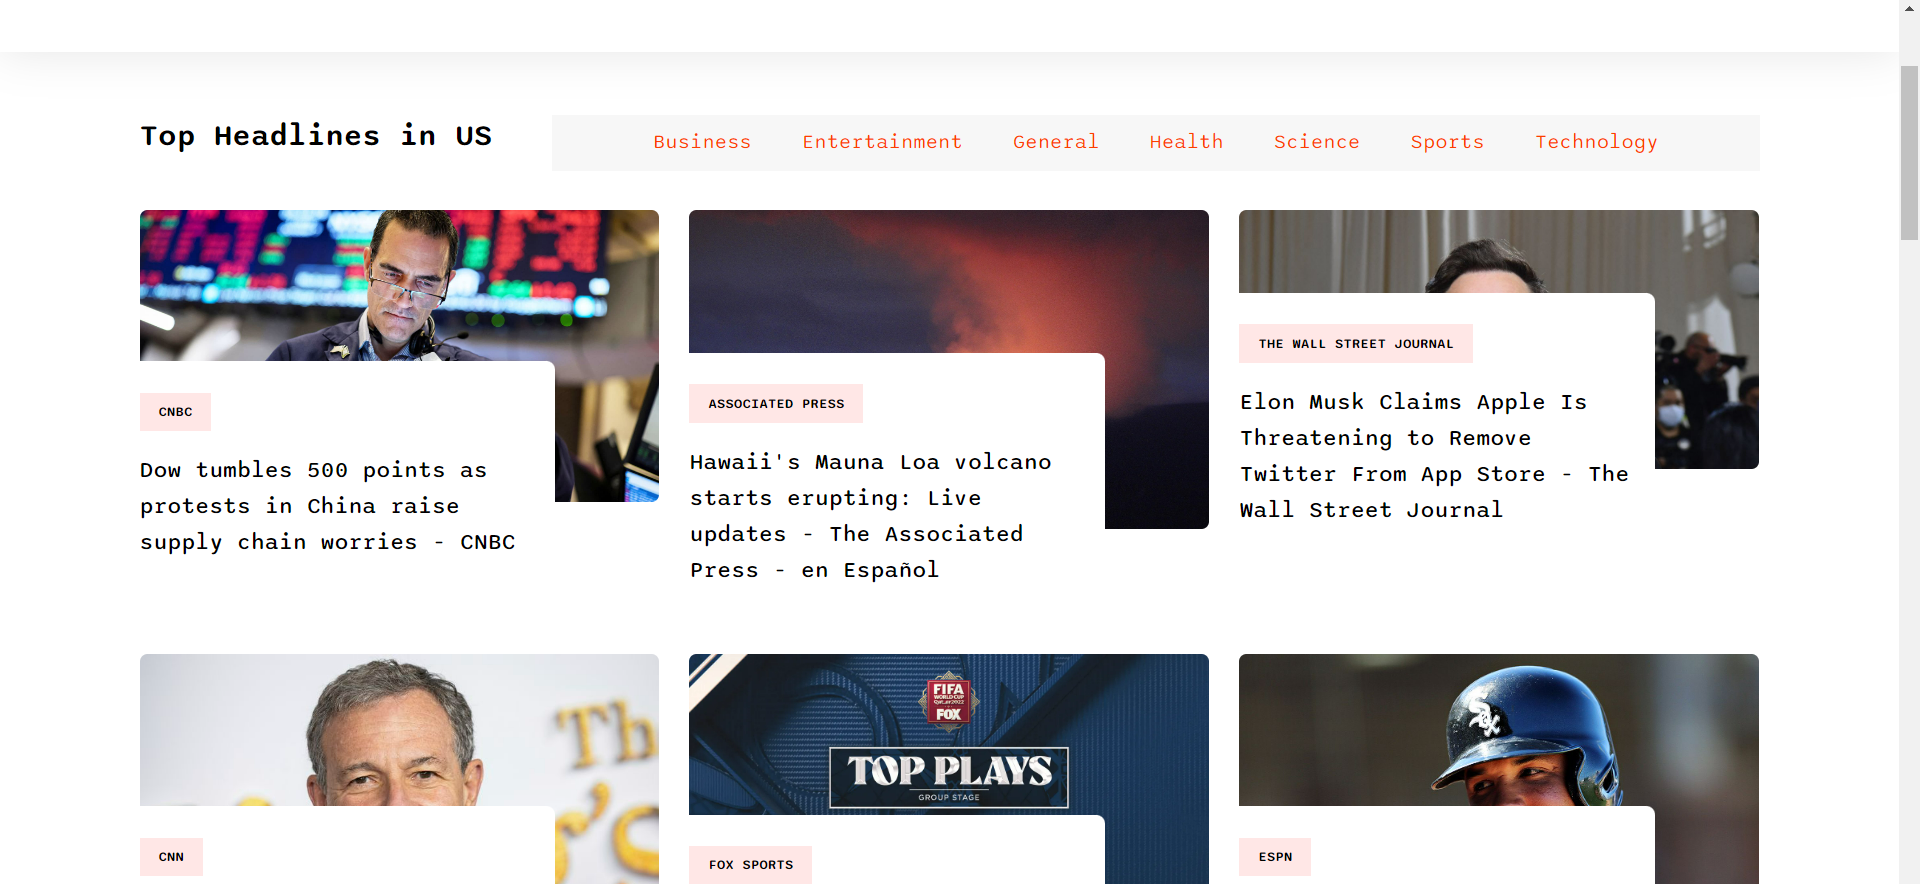 Top Headlines in US
Business Entertainment General Health Science Sports Technology
CNBC
Dow tumbles 500 points as
protests in China raise
supply chain worries - CNBC
ASSOCIATED PRESS
Hawaii's Mauna Loa volcano
starts erupting: Live
updates - The Associated
Press - en Español
THE WALL STREET JOURNAL
Elon Musk Claims Apple Is
Threatening to Remove
Twitter From App Store - The
Wall Street Journal
Th
CNN
FIFA
WORLD CUP
Qatar2022
FOX
TOP PLAYS
GROUP STAGE
FOX SPORTS
Sox
ESPN